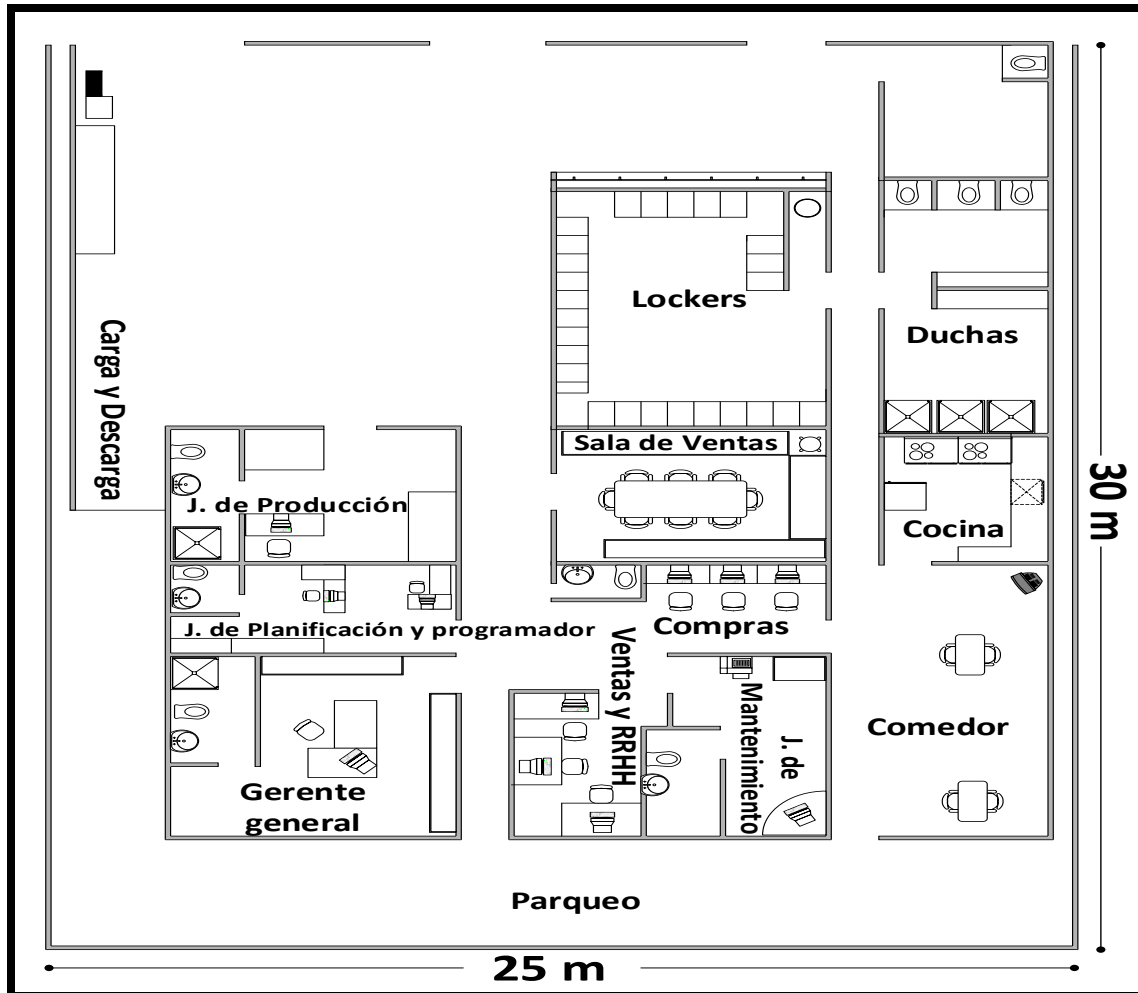 Lockers
Duchas
Carga y Descarga
Sala de Ventas
J. de Producción
Cocina
30 m
J. de Planificación y programador
Compras
Ventas y RRHH
J. de
Mantenimiento
Comedor
Gerente
general
Parqueo
25 m